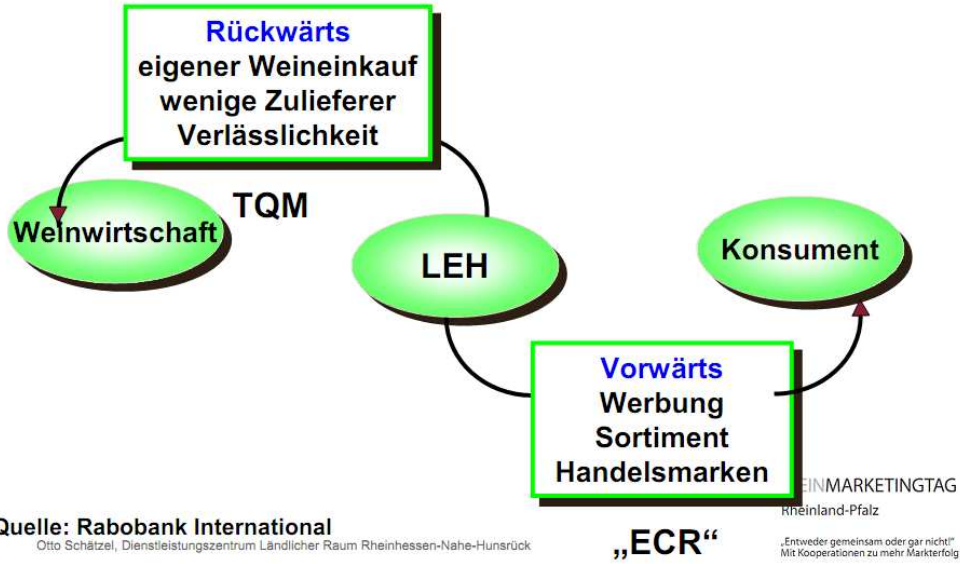 Rückwärts
eigener Weineinkauf
wenige Zulieferer
Verlässlichkeit
TQM
Weinwirtschaft
LEH
Konsument
Vorwärts
Werbung
Sortiment
Handelsmarken
„ECR“
Quelle: Rabobank International
Otto Schätzel, Dienstleistungszentrum Ländlicher Raum Rheinhessen-Nahe-Hunsrück
EINMARKETINGTAG
Rheinland-Pfalz
„Entweder gemeinsam oder gar nicht!“
Mit Kooperationen zu mehr Markterfolg